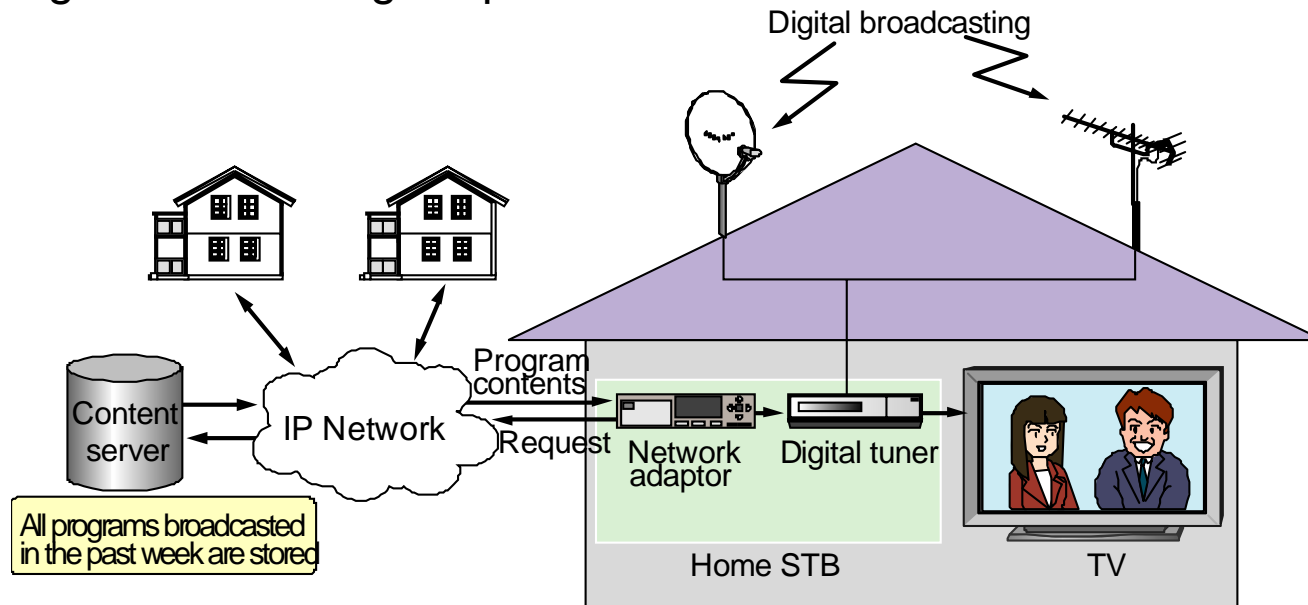 Digital broadcasting
Program
contents
Content
server
IP Network
Request
Network
adaptor
Digital tuner
All programs broadcasted
in the past week are stored
Home STB
TV